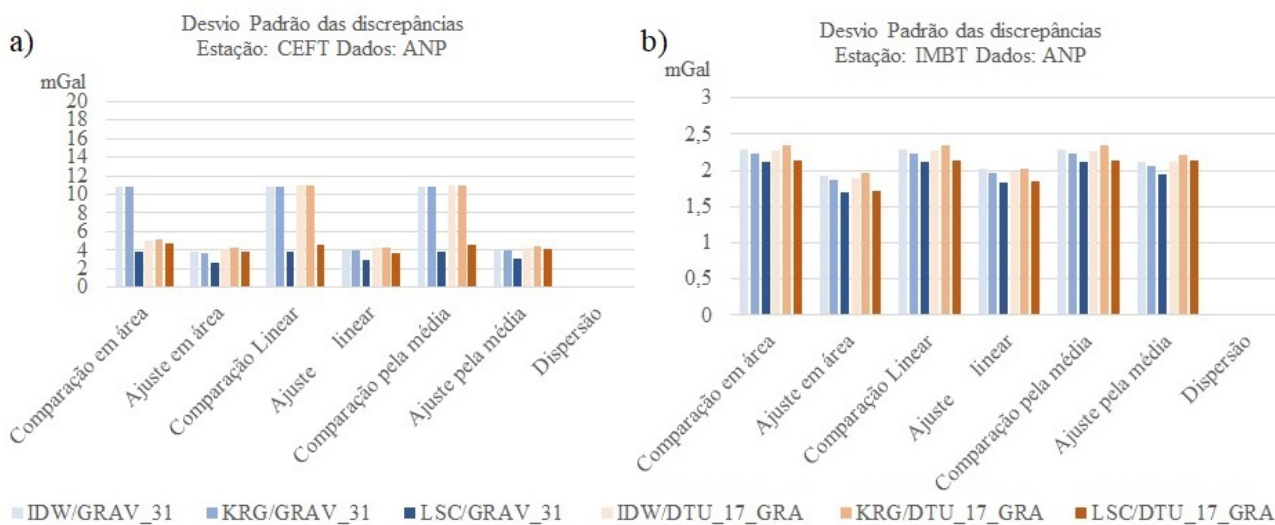 a)
Desvio Padrão das discrepâncias
Estação: CEFT Dados: ANP
mGal
20
18
16
14
12
10
8
6
4
2
0
Comparação em área
Ajuste em área
Comparação Linear
Ajuste linear
Comparação pela média
Ajuste pela média
Dispersão
b)
Desvio Padrão das discrepâncias
Estação: IMBT Dados: ANP
mGal
3
2,5
2
1,5
1
0,5
0
Comparação em área
Ajuste em área
Comparação Linear
Ajuste linear
Comparação pela média
Ajuste pela média
Dispersão
IDW/GRAV_31 KRG/GRAV_31 LSC/GRAV_31 IDW/DTU_17_GRA KRG/DTU_17_GRA LSC/DTU_17_GRA